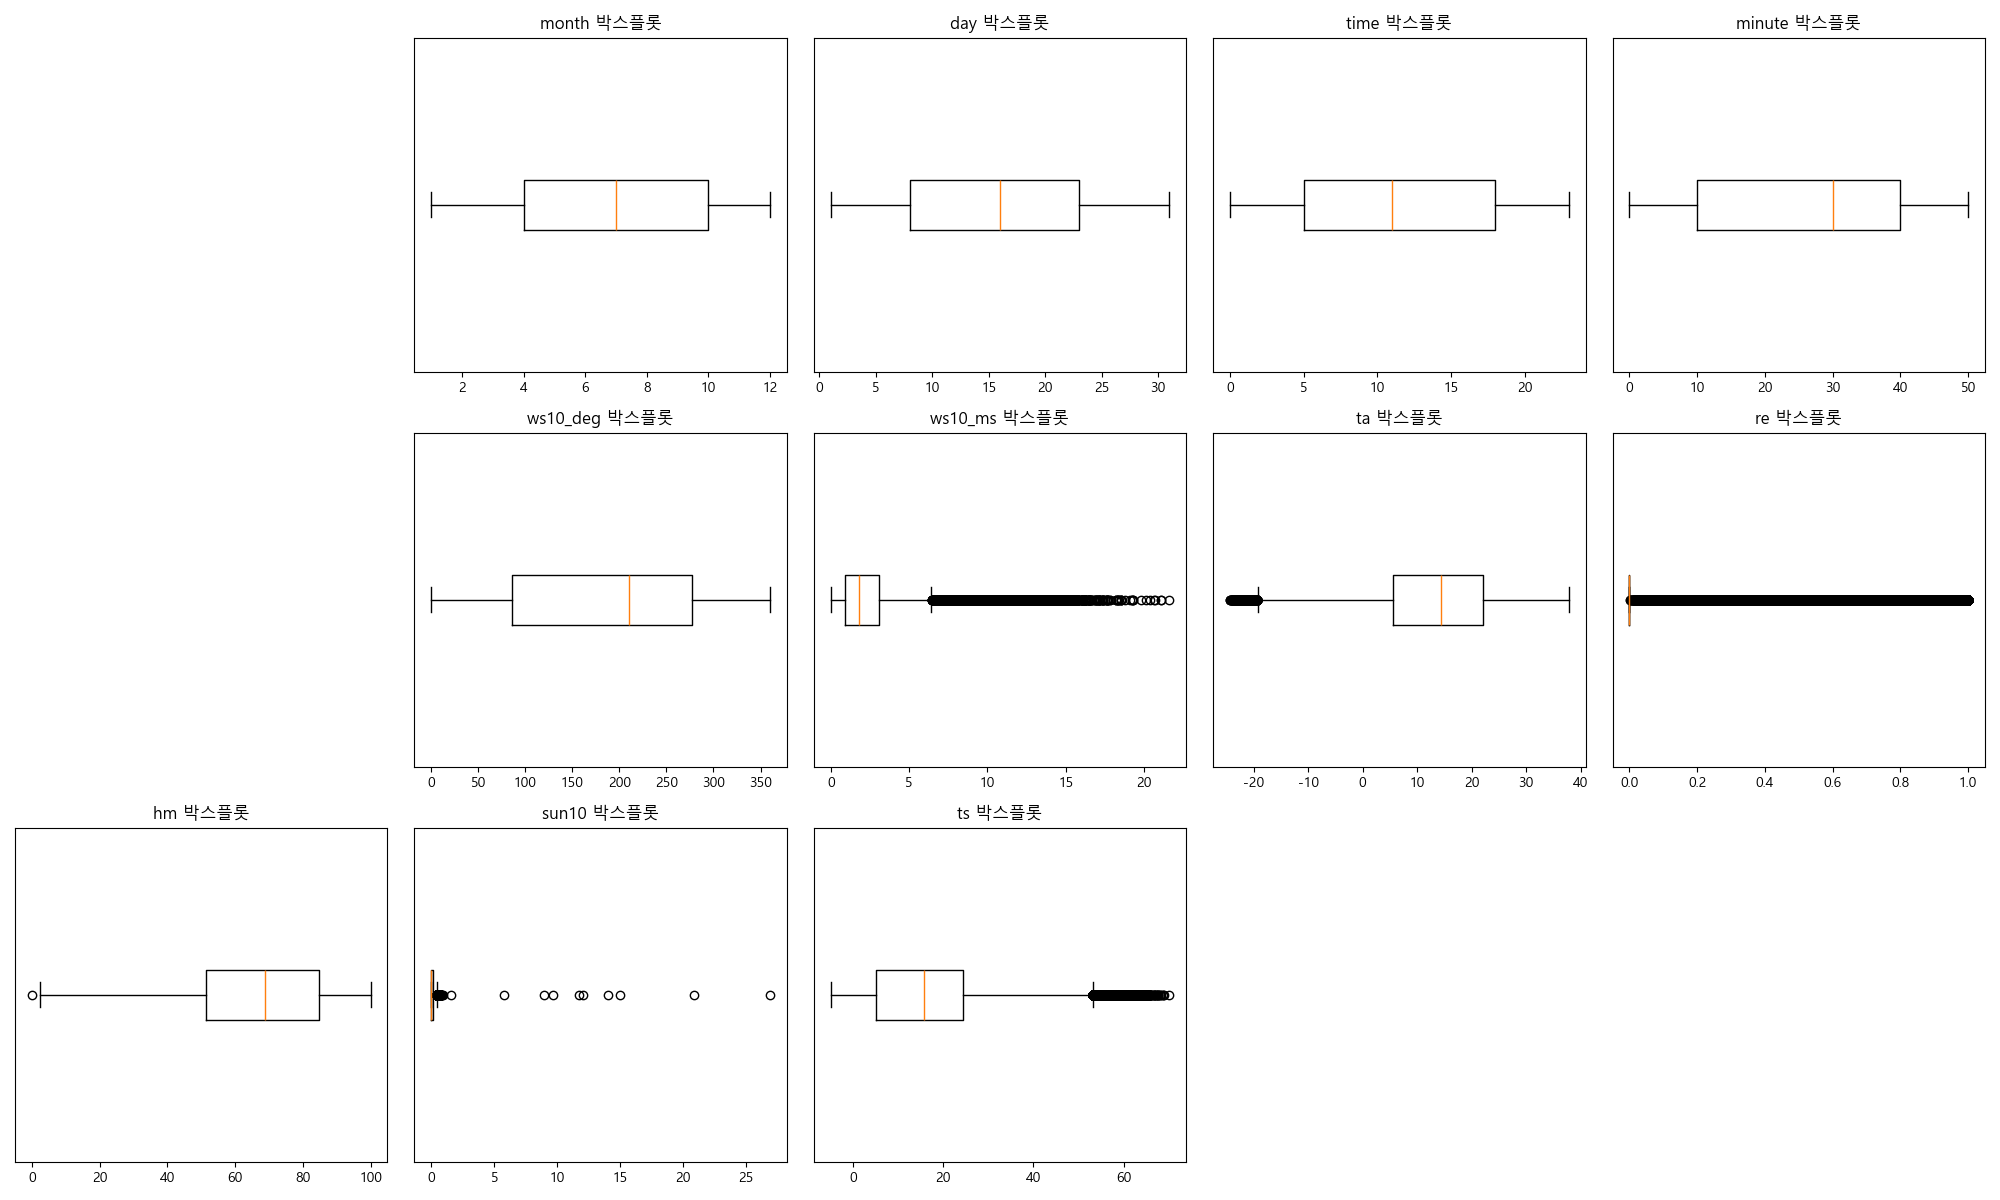 month 박스플롯
day 박스플롯
time 박스플롯
minute 박스플롯
2 4 6 8 10 12
0 5 10 15 20 25 30
0 5 10 15 20
0 10 20 30 40 50
ws10_deg 박스플롯
ws10_ms 박스플롯
ta 박스플롯
re 박스플롯
0 50 100 150 200 250 300 350
0 5 10 15 20
-20 -10 0 10 20 30 40
0.0 0.2 0.4 0.6 0.8 1.0
hm 박스플롯
sun10 박스플롯
ts 박스플롯
0 20 40 60 80 100
0 5 10 15 20 25
0 20 40 60